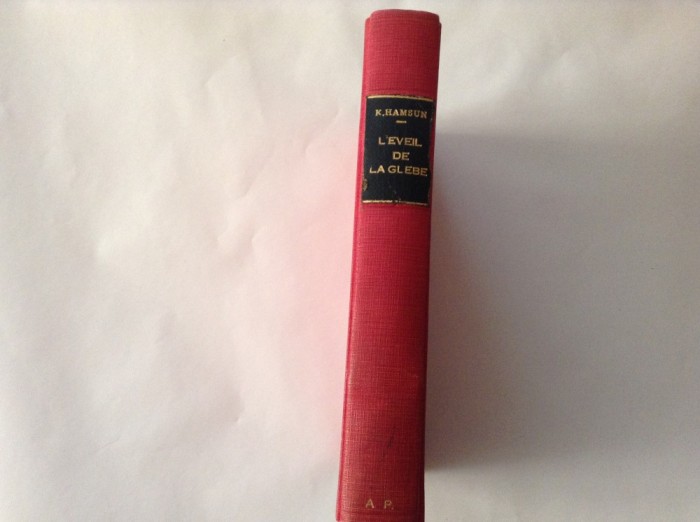 K. HAMSUN
L'EVEIL
DE
LA GLEBE
A. P.